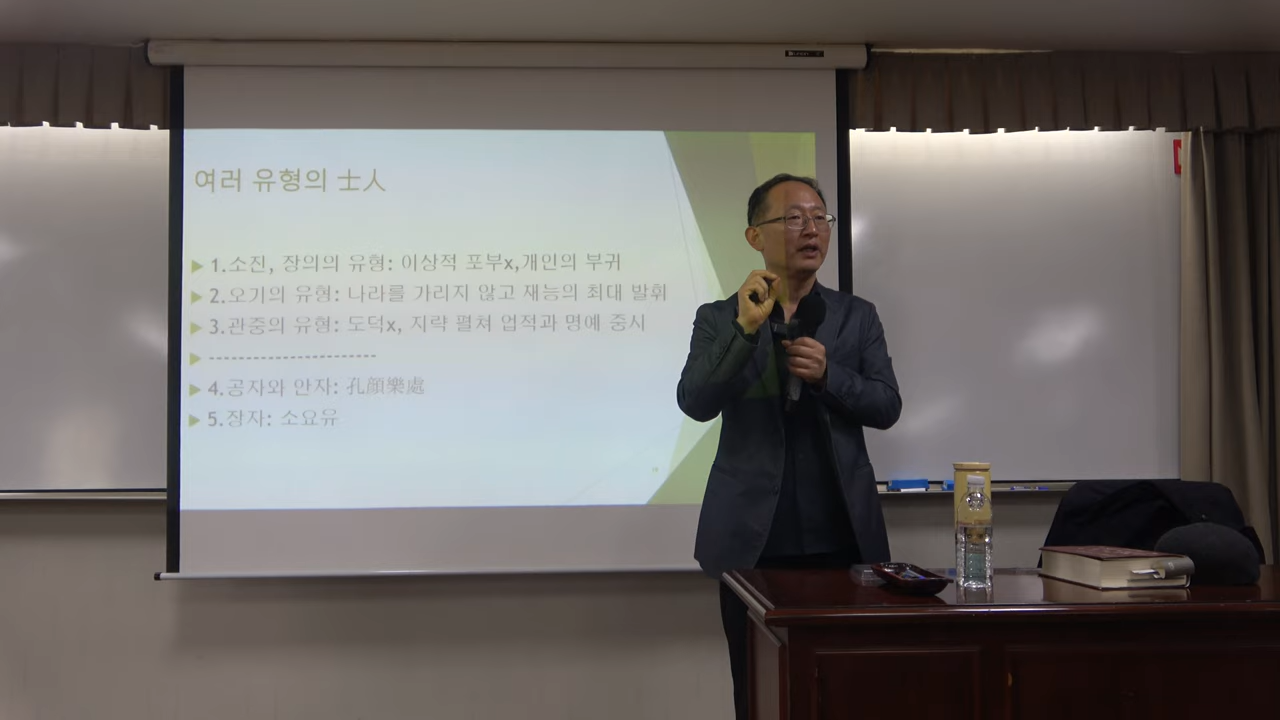 여러 유형의 士人
1.소진, 장의의 유형: 이상적 포부x,개인의 부귀
2.오기의 유형: 나라를 가리지 않고 재능의 최대 발휘
3.관중의 유형: 도덕x, 지략 펼쳐 업적과 명예 중시
-----------------------
4.공자와 안자: 孔顔樂處
5.장자: 소요유